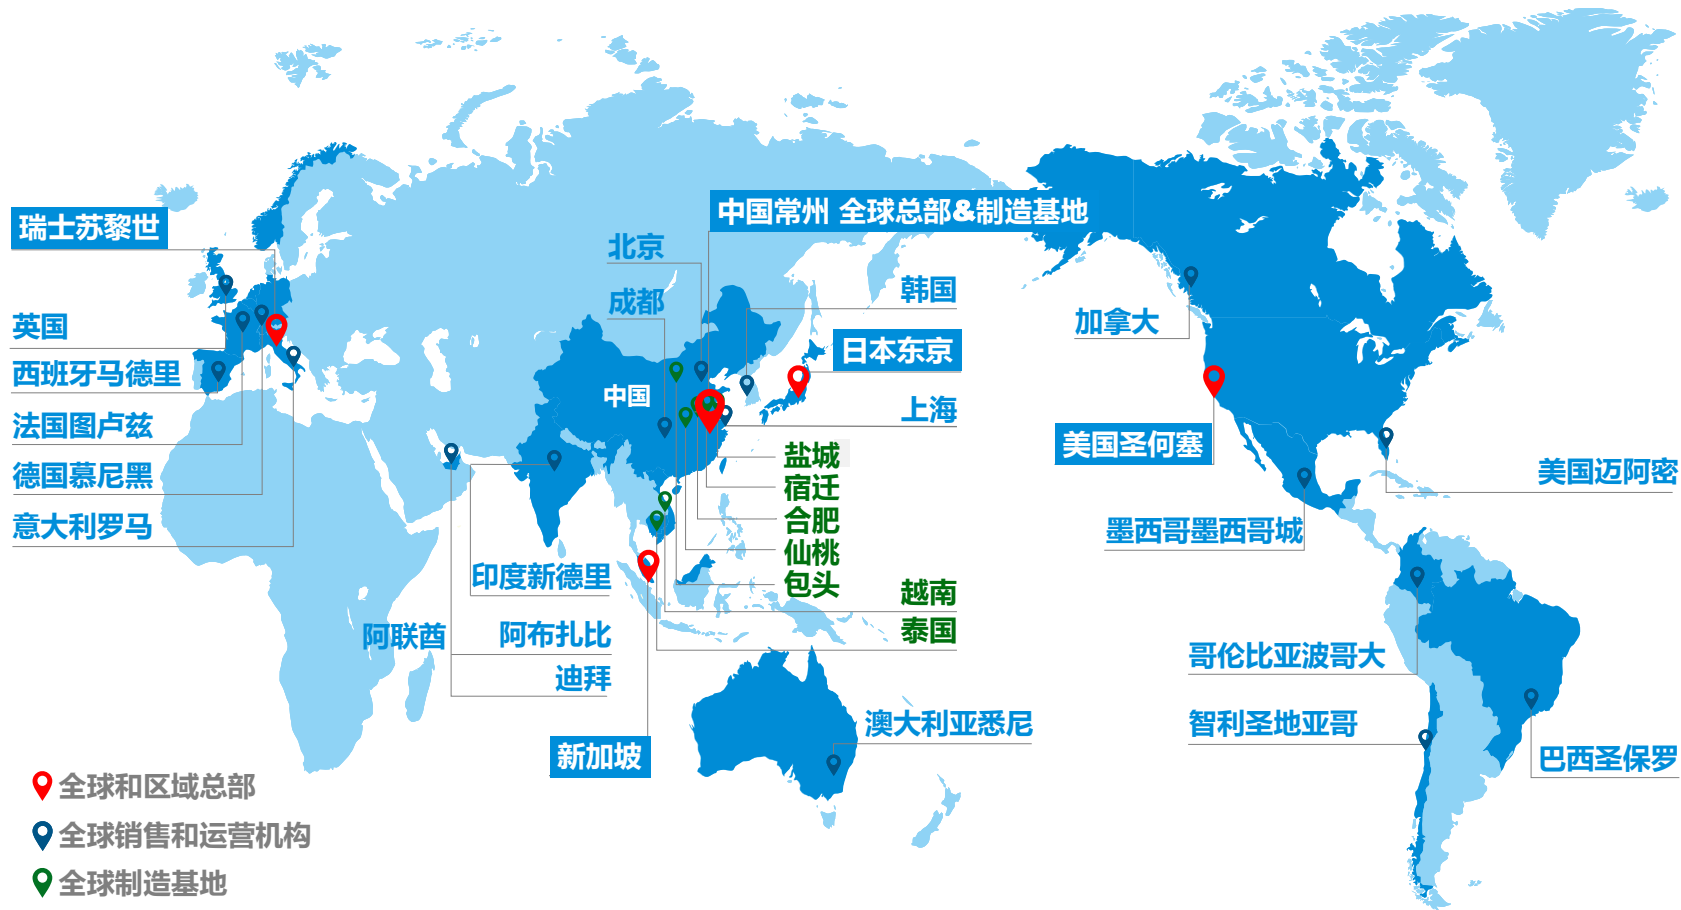 中国常州 全球总部&制造基地
瑞士苏黎世
北京
韩国
成都
加拿大
英国
日本东京
西班牙马德里
中国
上海
法国图卢兹
美国圣何塞
盐城
美国迈阿密
德国慕尼黑
宿迁
意大利罗马
合肥
墨西哥墨西哥城
仙桃
印度新德里
包头
越南
阿联酋
阿布扎比
泰国
哥伦比亚波哥大
迪拜
澳大利亚悉尼
智利圣地亚哥
新加坡
巴西圣保罗
全球和区域总部
全球销售和运营机构
全球制造基地